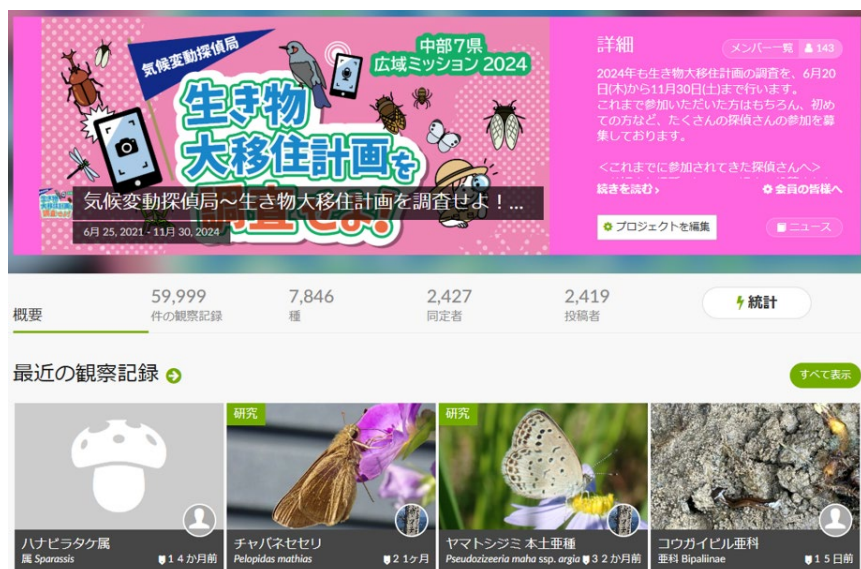 気候変動探偵局
中部7県
広域ミッション 2024
生き物
大移住計画を
調査せよ!
気候変動探偵局～生き物大移住計画を調査せよ！...
6月 25, 2021 - 11月 30, 2024
詳細
メンバー一覧 143
2024年も生き物大移住計画の調査を、6月20
日(木)から11月30日(土)まで行います。
これまで参加いただいた方はもちろん、初め
ての方など、たくさんの探偵さんの参加を募
集しております。
＜これまでに参加されてきた探偵さんへ＞
続きを読む ›
会員の皆様へ
プロジェクトを編集
ニュース
概要
59,999
件の観察記録
7,846
種
2,427
同定者
2,419
投稿者
統計
最近の観察記録
すべて表示
ハナビラタケ属
属 Sparassis
1 4 か月前
研究
チャバネセセリ
Pelopidas mathias
2 1ヶ月
研究
ヤマトシジミ 本土亜種
Pseudozizeeria maha ssp. argia
3 2 か月前
コウガイビル亜科
亜科 Bipaliinae
1 5 日前